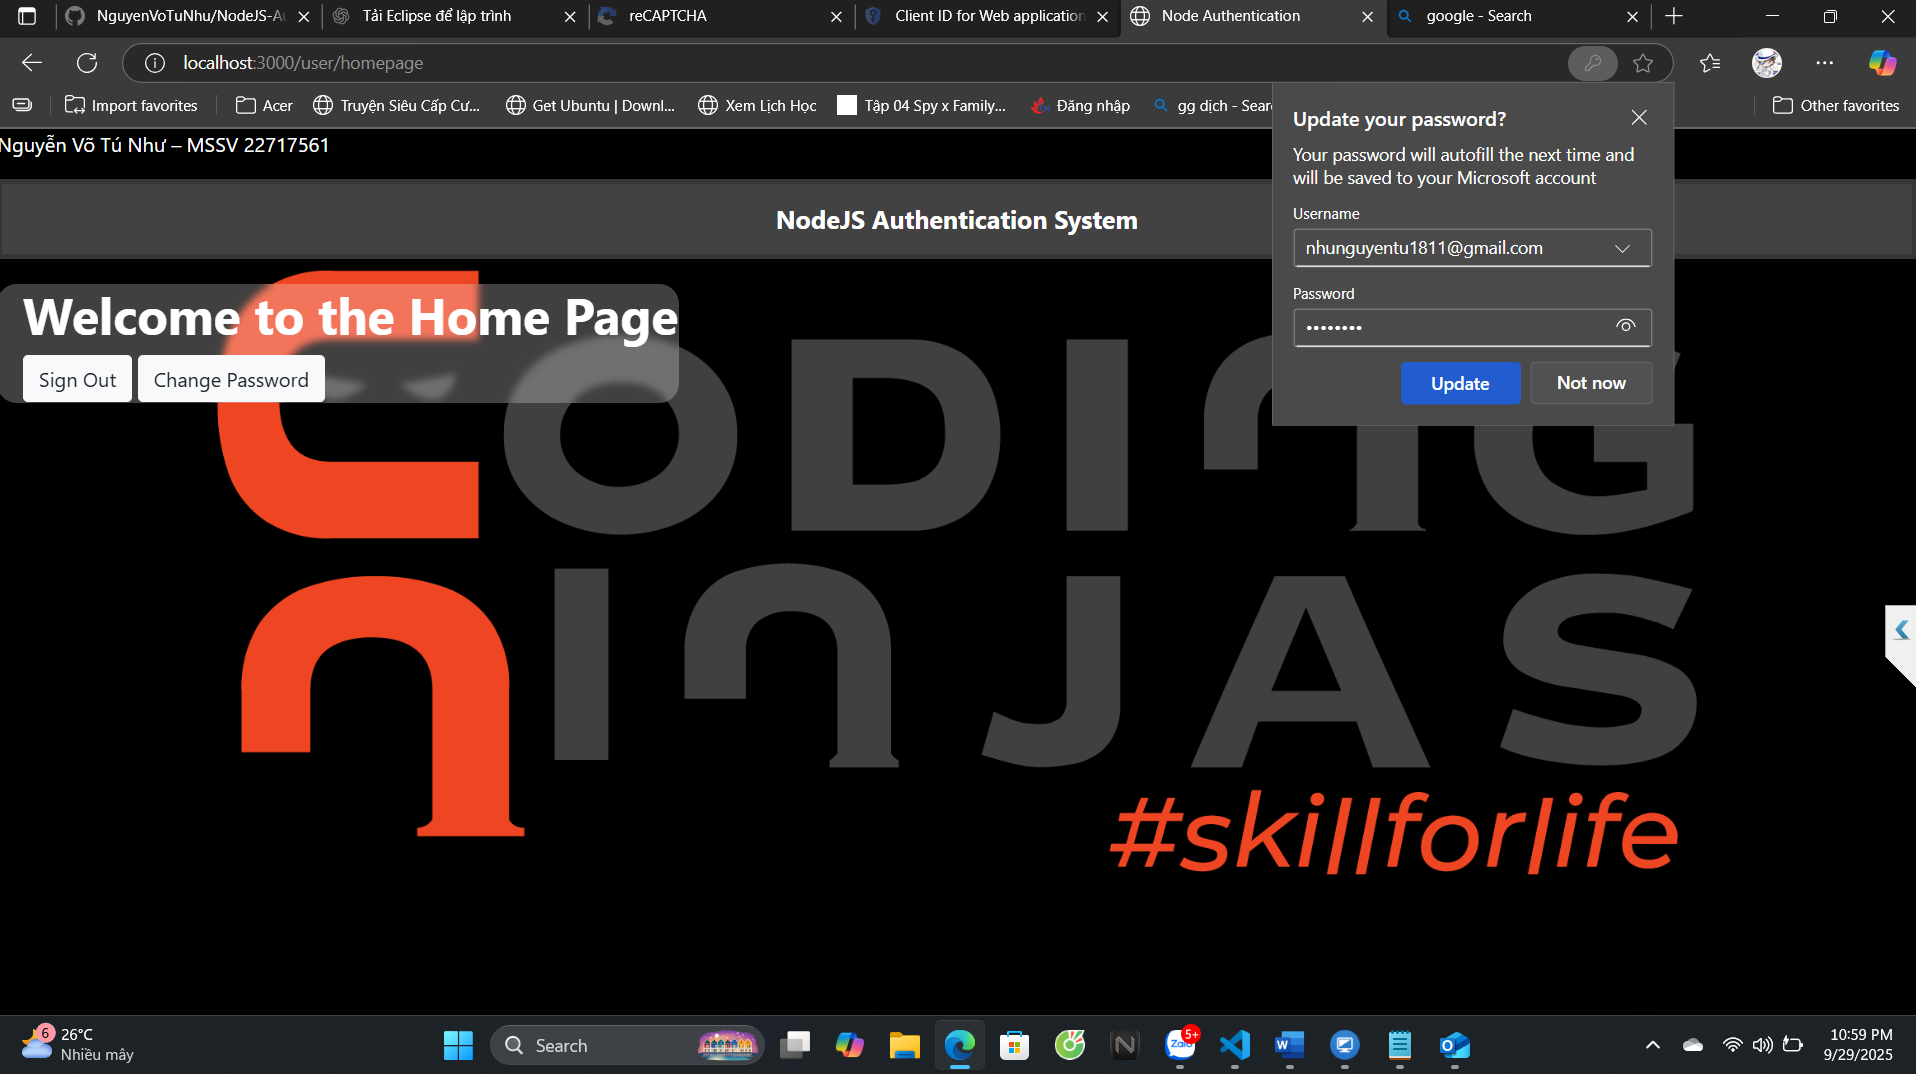 NguyenVoTuNhu/NodeJS-Au
Tải Eclipse để lập trình
reCAPTCHA
Client ID for Web application
Node Authentication
google - Search
localhost:3000/user/homepage
Import favorites
Acer
Truyện Siêu Cấp Cư...
Get Ubuntu | Downl...
Xem Lịch Học
Tập 04 Spy x Family...
Đăng nhập
gg dịch - Sear
Other favorites
Nguyễn Võ Tú Như – MSSV 22717561
NodeJS Authentication System
Welcome to the Home Page
Sign Out
Change Password
Update your password?
Your password will autofill the next time and
will be saved to your Microsoft account
Username
nhunguyentu1811@gmail.com
Password
••••••••
Update
Not now
CODING
NINJAS
#skillforlife
6
26°C
Nhiều mây
Search
Zalo
5+
10:59 PM
9/29/2025